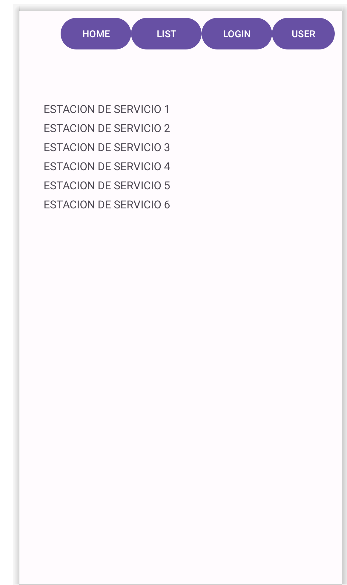 HOME LIST LOGIN USER
ESTACION DE SERVICIO 1
ESTACION DE SERVICIO 2
ESTACION DE SERVICIO 3
ESTACION DE SERVICIO 4
ESTACION DE SERVICIO 5
ESTACION DE SERVICIO 6